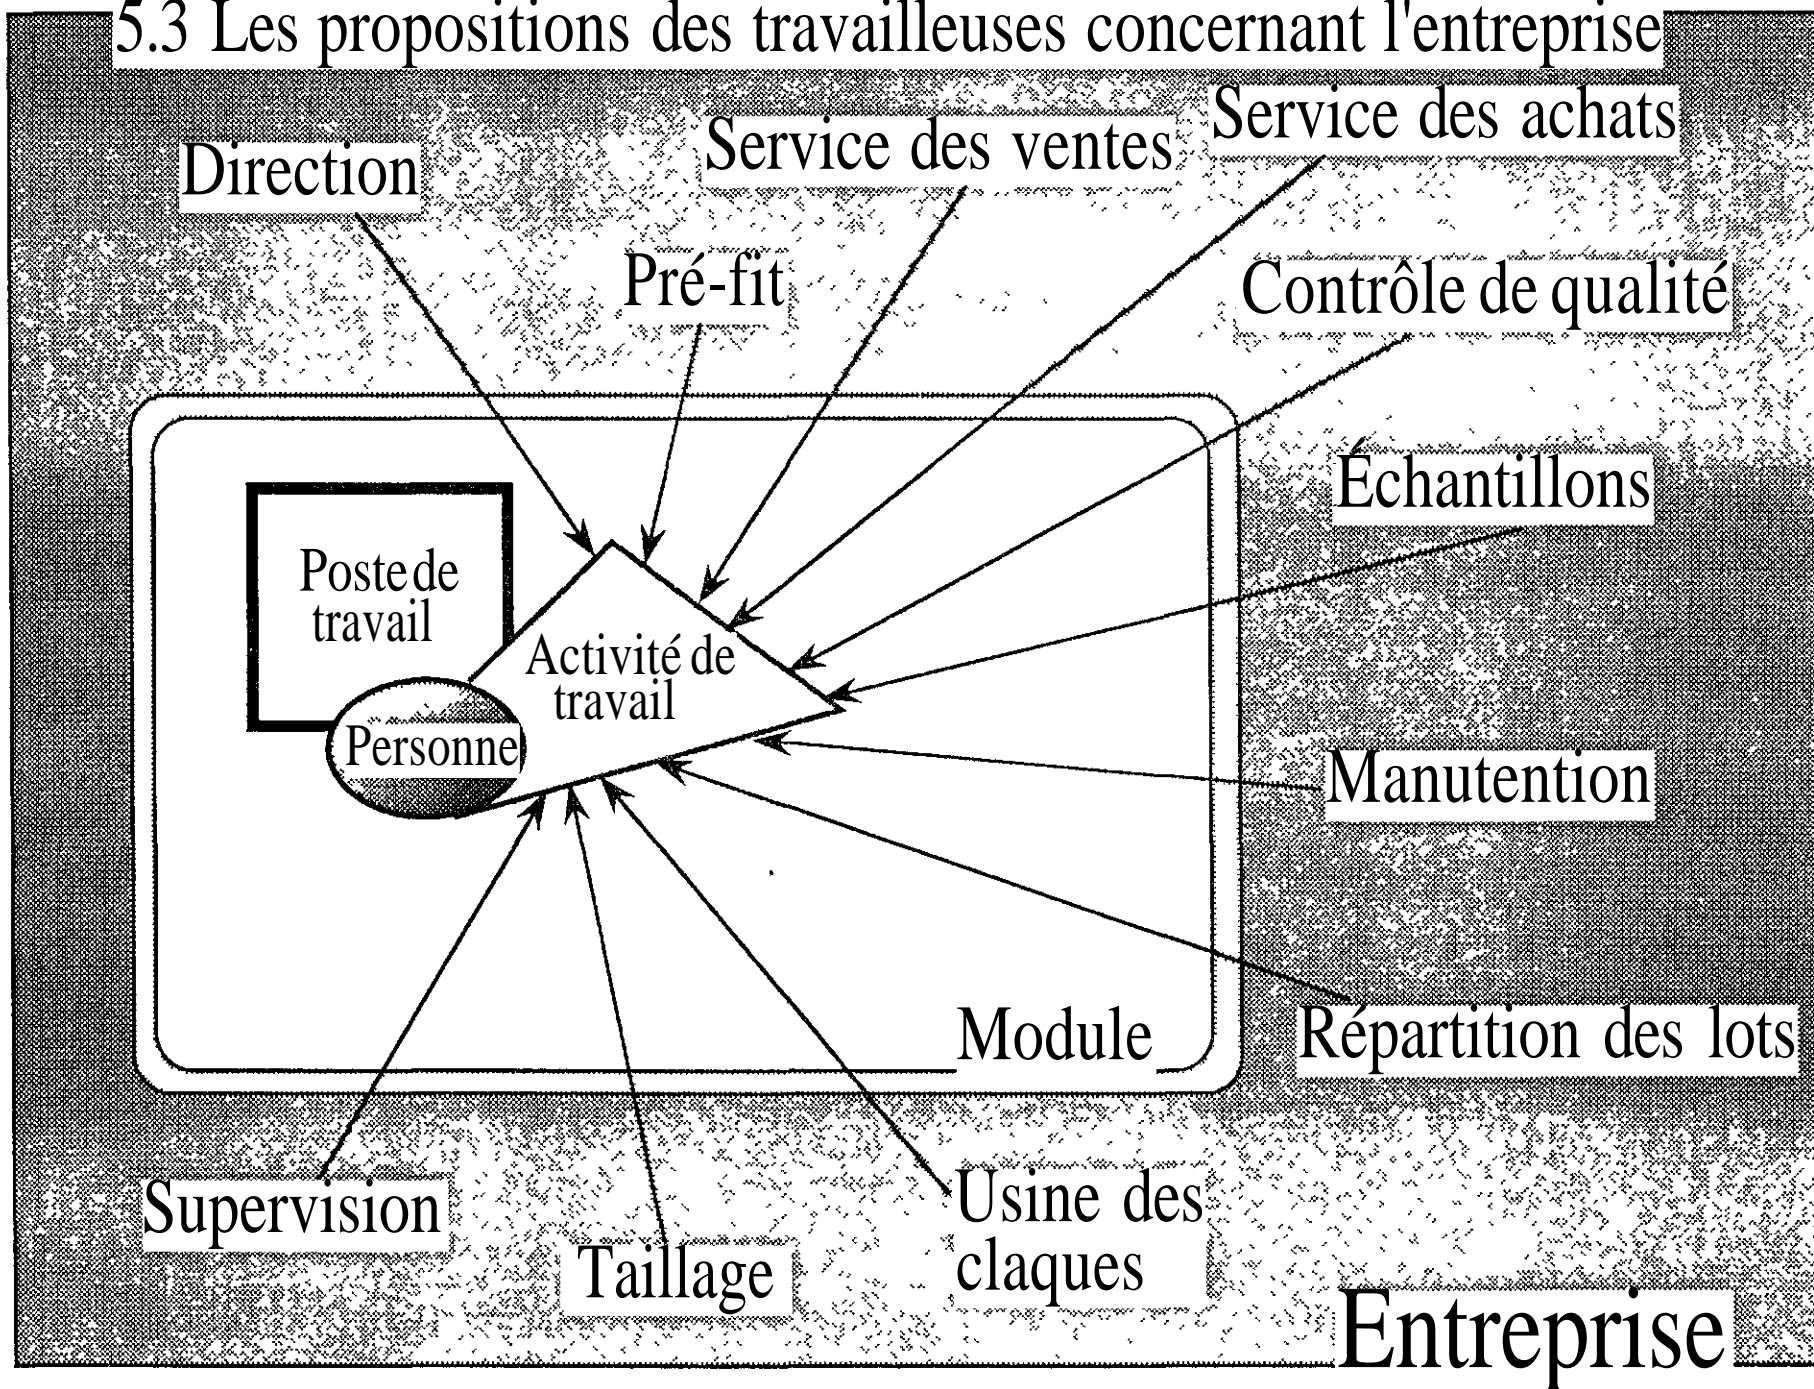 5.3 Les propositions des travailleuses concernant l'entreprise
Service des achats
Service des ventes
Direction
Pré-fit
Contrôle de qualité
Échantillons
Poste de
travail
Activité de
travail
Personne
Manutention
Module
Répartition des lots
Supervision
Usine des
claques
Taillage
Entreprise